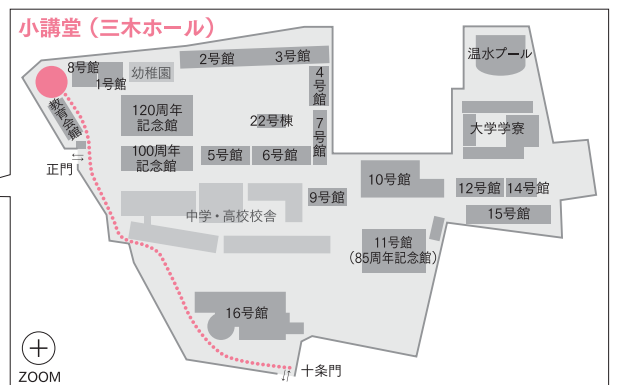 小講堂（三木ホール）
8号館
1号館
幼稚園
2号館
3号館
4号館
温水プール
教育会館
120周年
記念館
22号棟
7号館
大学学寮
100周年
記念館
5号館
6号館
正門
10号館
12号館
14号館
9号館
中学・高校校舎
15号館
11号館
（85周年記念館）
16号館
十条門
ZOOM